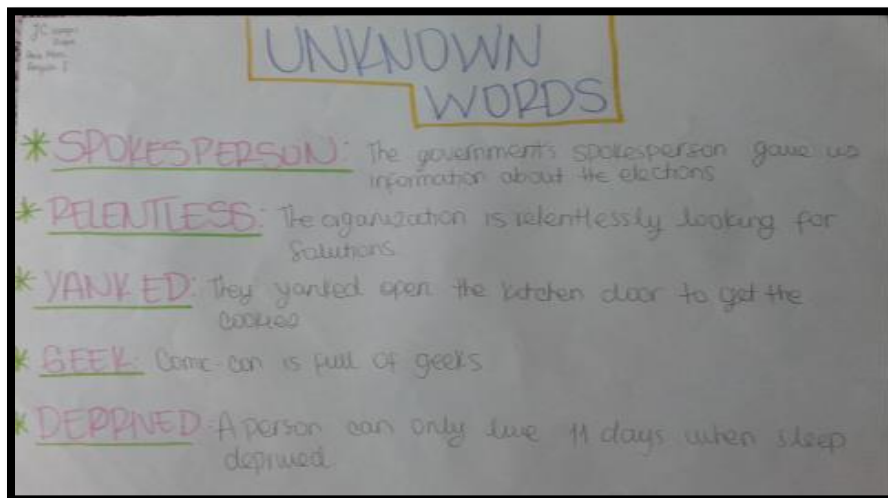 JC
UNKNOWN
WORDS
* SPOKESPERSON: The government's spokesperson gave us
information about the elections
* RELENTLESS: The organization is relentlessly looking for
Solutions
* YANKED: They yanked open the kitchen door to get the
cookies
* GEEK: Comic-con is full of geeks
* DEPRIVED: A person can only live 11 days when sleep
deprived